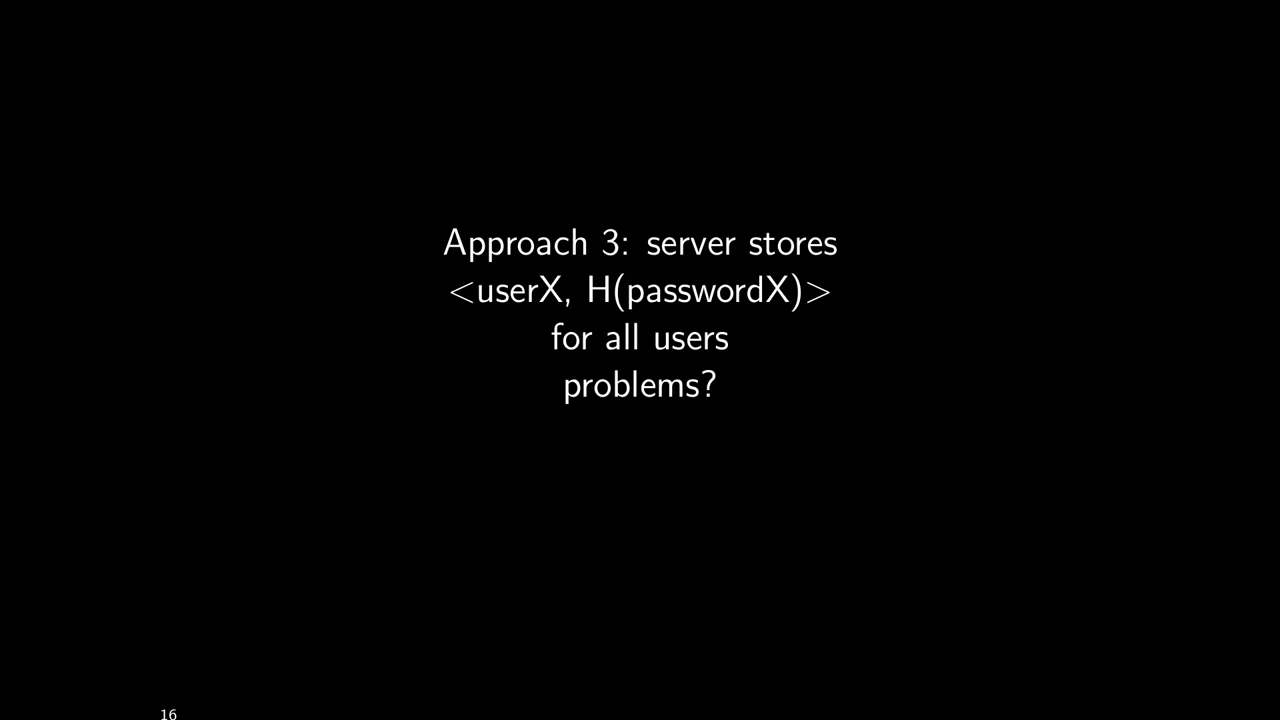 Approach 3: server stores
<userX, H(passwordX)>
for all users
problems?
16